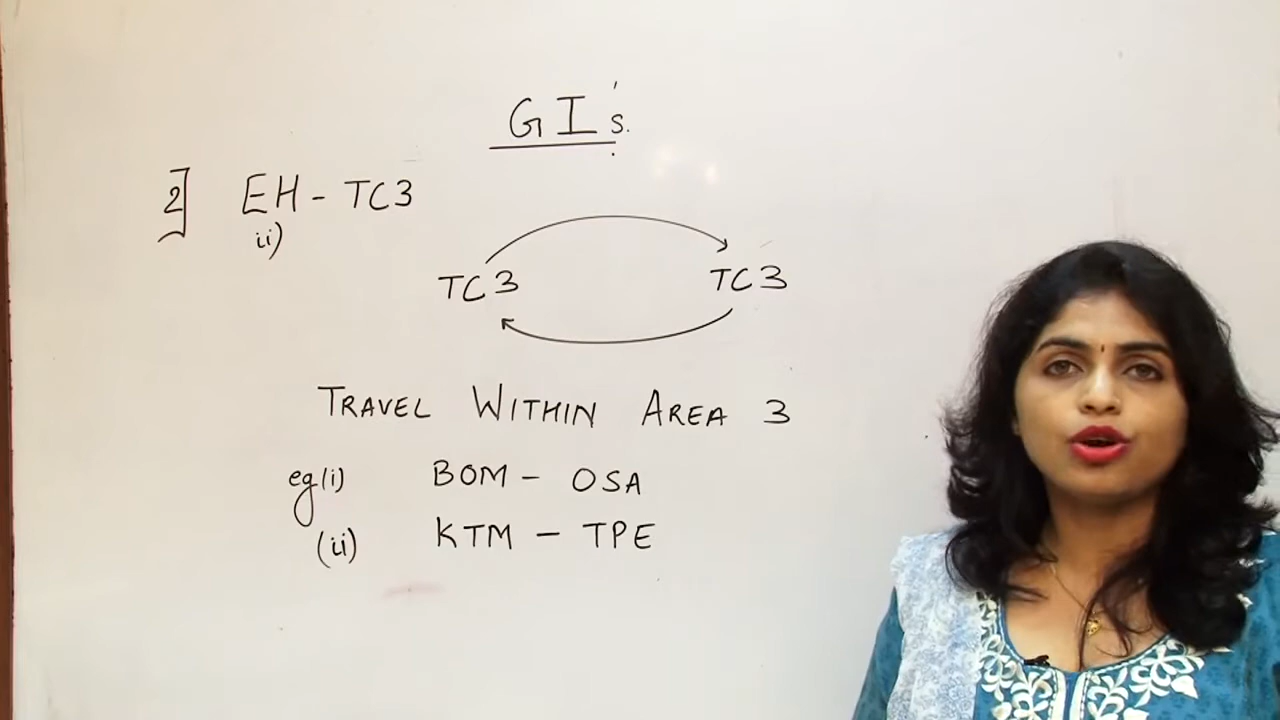 GI's.
2] EH - TC3
ii)
TC3 TC3
TRAVEL WITHIN AREA 3
eg(i) BOM - OSA
(ii) KTM - TPE